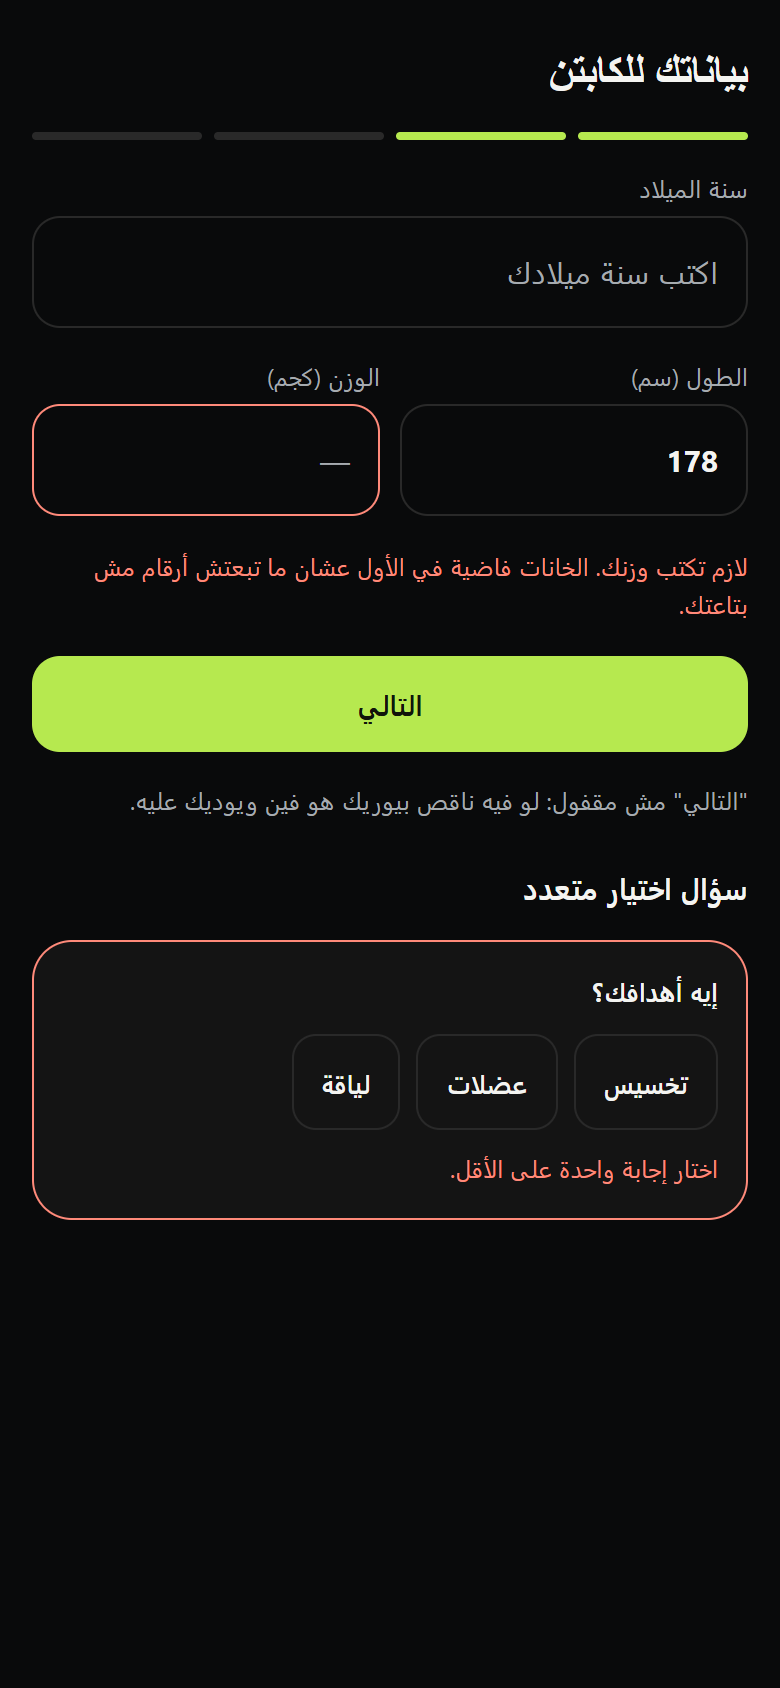 بياناتك للكابتن
سنة الميلاد
اكتب سنة ميلادك
الطول (سم)
الوزن (كجم)
178
—
لازم تكتب وزنك. الخانات فاضية في الأول عشان ما تبعتش أرقام مش
بتاعتك.
التالي
"التالي" مش مقفول: لو فيه ناقص بيوريك هو فين ويوديك عليه.
سؤال اختيار متعدد
إيه أهدافك؟
تخسيس
عضلات
لياقة
اختار إجابة واحدة على الأقل.